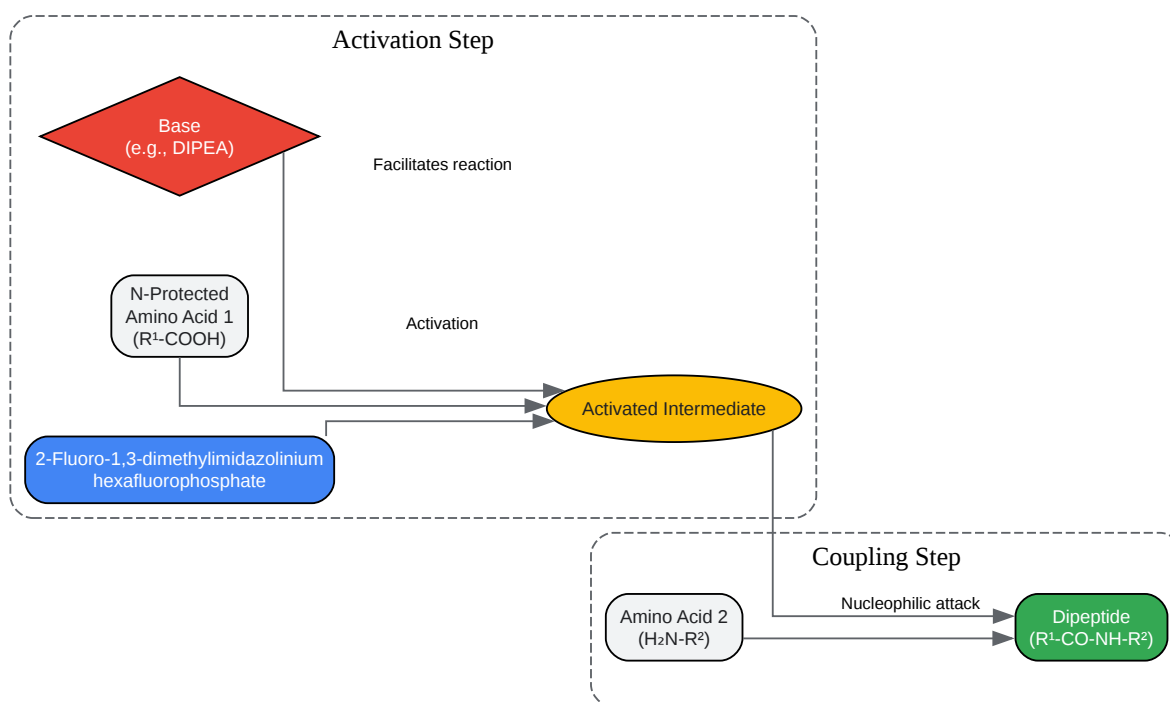 Activation Step
Base
(e.g., DIPEA)
Facilitates reaction
N-Protected
Amino Acid 1
(R¹-COOH)
Activation
Activated Intermediate
2-Fluoro-1,3-dimethylimidazolinium
hexafluorophosphate
Coupling Step
Nucleophilic attack
Amino Acid 2
(H₂N-R²)
Dipeptide
(R¹-CO-NH-R²)